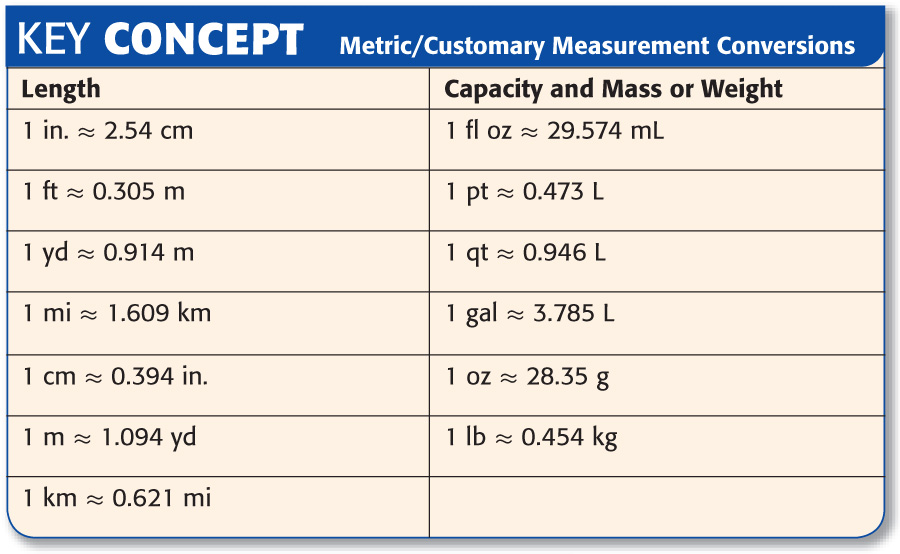 KEY CONCEPT Metric/Customary Measurement Conversions
Length Capacity and Mass or Weight
1 in. ≈ 2.54 cm 1 fl oz ≈ 29.574 mL
1 ft ≈ 0.305 m 1 pt ≈ 0.473 L
1 yd ≈ 0.914 m 1 qt ≈ 0.946 L
1 mi ≈ 1.609 km 1 gal ≈ 3.785 L
1 cm ≈ 0.394 in. 1 oz ≈ 28.35 g
1 m ≈ 1.094 yd 1 lb ≈ 0.454 kg
1 km ≈ 0.621 mi